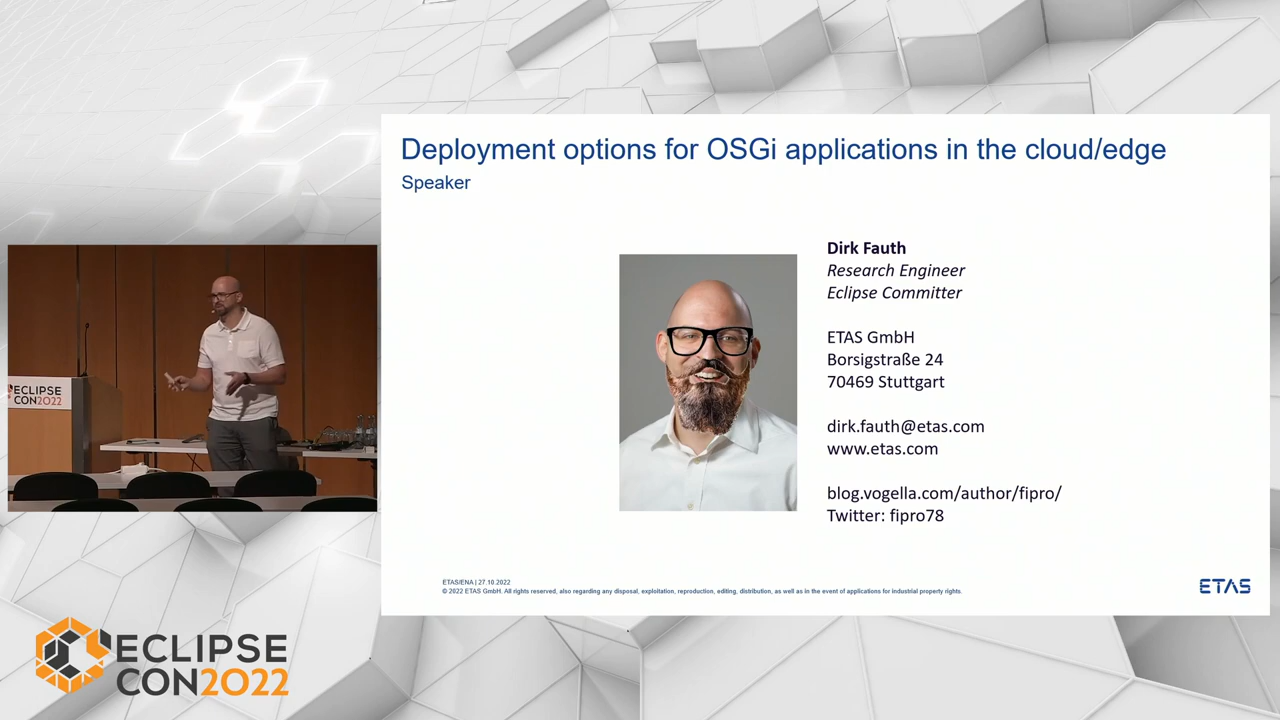 Deployment options for OSGi applications in the cloud/edge
Speaker
Dirk Fauth
Research Engineer
Eclipse Committer
ETAS GmbH
Borsigstraße 24
70469 Stuttgart
dirk.fauth@etas.com
www.etas.com
blog.vogella.com/author/fipro/
Twitter: fipro78
ETAS/ENA | 27.10.2022
© 2022 ETAS GmbH. All rights reserved, also regarding any disposal, exploitation, reproduction, editing, distribution, as well as in the event of applications for industrial property rights.
ETAS
ECLIPSE
CON2022
ECLIPSE
CON2022